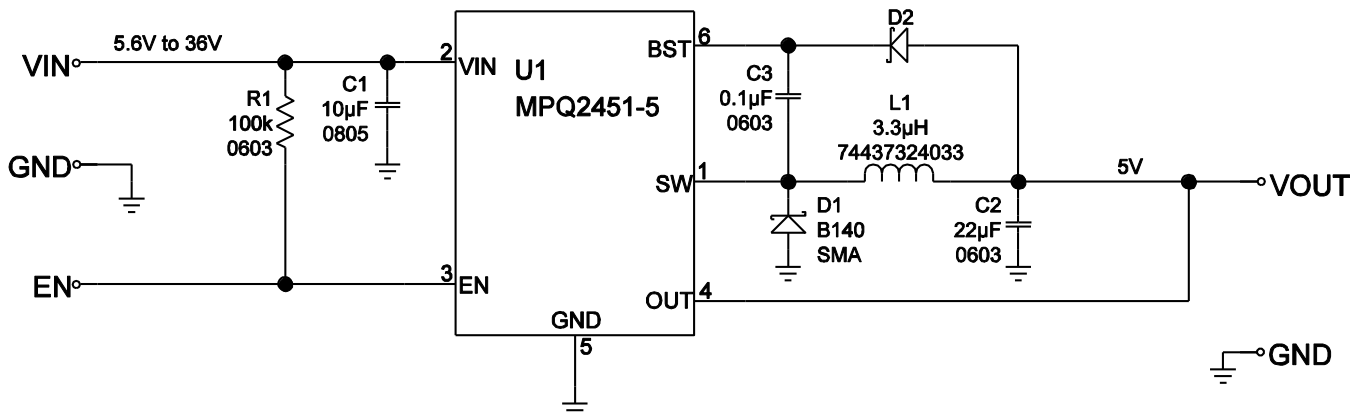 VIN
5.6V to 36V
R1
100k
0603
C1
10µF
0805
GND
EN
2
VIN
3
EN
U1
MPQ2451-5
GND
5
BST
6
SW
1
OUT
4
D2
C3
0.1µF
0603
L1
3.3µH
74437324033
D1
B140
SMA
5V
C2
22µF
0603
VOUT
GND